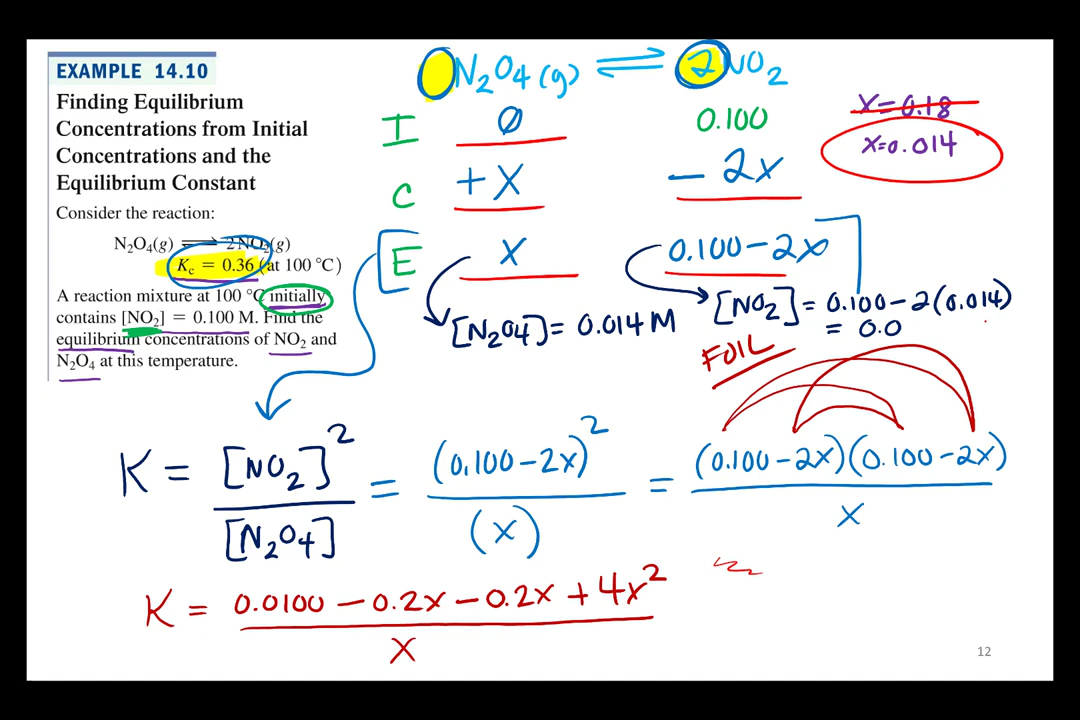 EXAMPLE 14.10
Finding Equilibrium
Concentrations from Initial
Concentrations and the
Equilibrium Constant
Consider the reaction:
N₂O₄(g) ⇌ 2 NO₂(g)
Kc = 0.36 (at 100 °C)
A reaction mixture at 100 °C initially
contains [NO₂] = 0.100 M. Find the
equilibrium concentrations of NO₂ and
N₂O₄ at this temperature.
N₂O₄(g) ⇌ 2NO₂
I ∅ 0.100
C +x − 2x
E x 0.100−2x
x=0.18
x=0.014
[N₂O₄] = 0.014 M
[NO₂] = 0.100−2(0.014)
= 0.0
FOIL
K = [NO₂]² / [N₂O₄] = (0.100−2x)² / (x) = (0.100−2x)(0.100−2x) / x
K = 0.0100 − 0.2x − 0.2x + 4x² / x
12